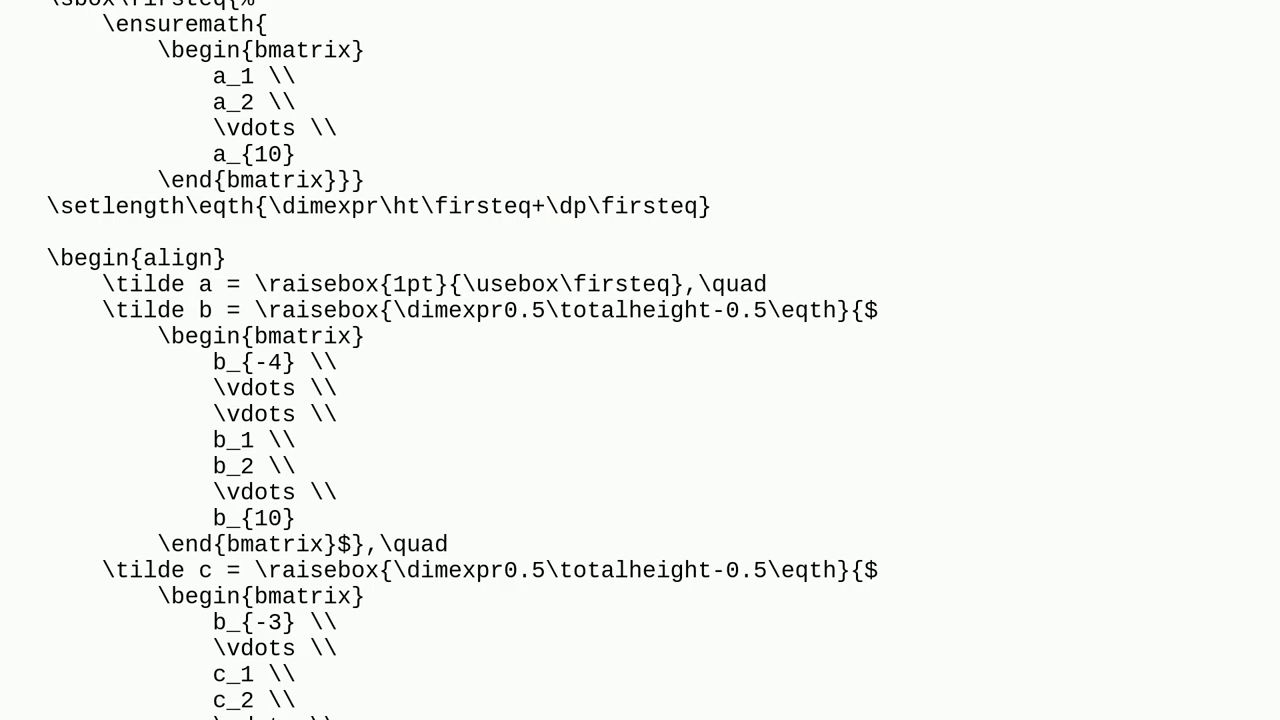 \sbox\firsteq{%
\ensuremath{
\begin{bmatrix}
a_1 \\
a_2 \\
\vdots \\
a_{10}
\end{bmatrix}}}
\setlength\eqth{\dimexpr\ht\firsteq+\dp\firsteq}
\begin{align}
\tilde a = \raisebox{1pt}{\usebox\firsteq},\quad
\tilde b = \raisebox{\dimexpr0.5\totalheight-0.5\eqth}{$
\begin{bmatrix}
b_{-4} \\
\vdots \\
\vdots \\
b_1 \\
b_2 \\
\vdots \\
b_{10}
\end{bmatrix}$},\quad
\tilde c = \raisebox{\dimexpr0.5\totalheight-0.5\eqth}{$
\begin{bmatrix}
b_{-3} \\
\vdots \\
c_1 \\
c_2 \\